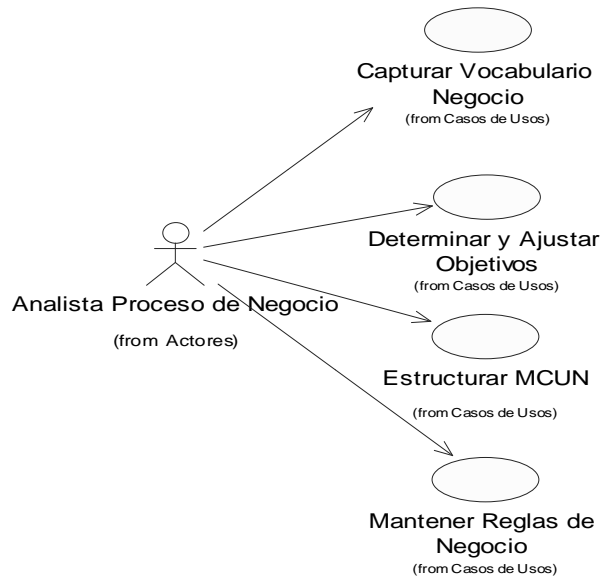 Capturar Vocabulario
Negocio
(from Casos de Usos)
Determinar y Ajustar
Objetivos
(from Casos de Usos)
Analista Proceso de Negocio
(from Actores)
Estructurar MCUN
(from Casos de Usos)
Mantener Reglas de
Negocio
(from Casos de Usos)